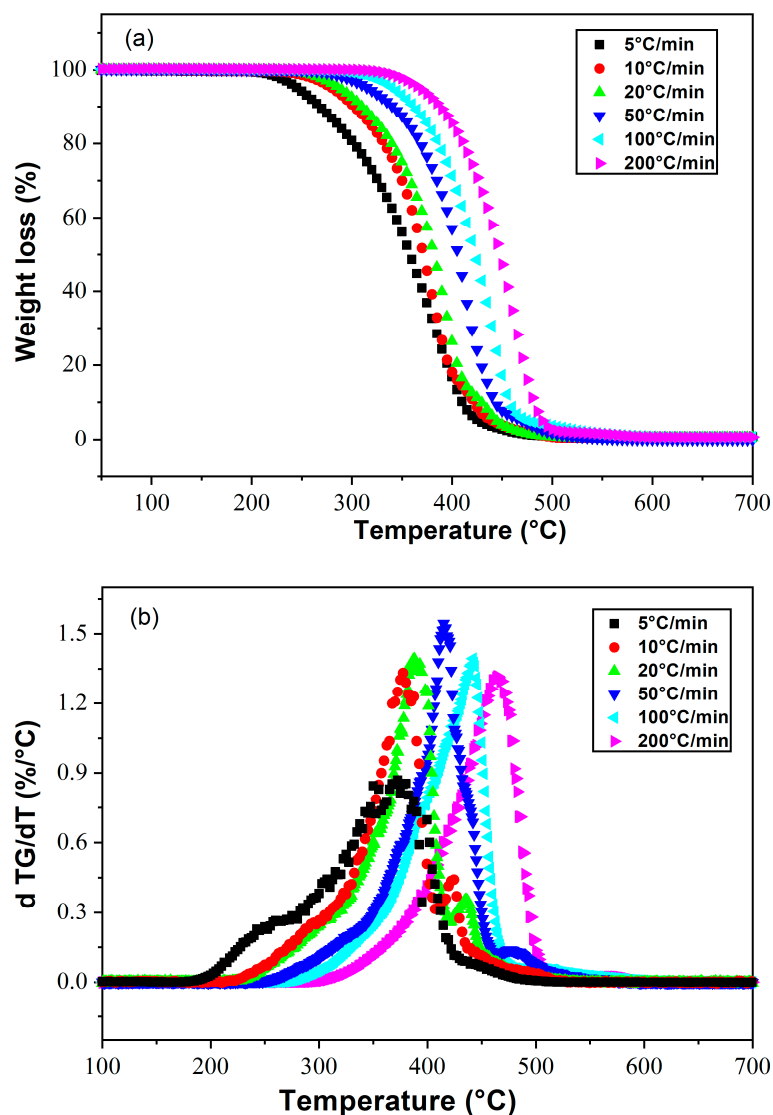 (a)
5°C/min
10°C/min
20°C/min
50°C/min
100°C/min
200°C/min
100
80
60
40
20
0
Weight loss (%)
100 200 300 400 500 600 700
Temperature (°C)
(b)
5°C/min
10°C/min
20°C/min
50°C/min
100°C/min
200°C/min
1.5
1.2
0.9
0.6
0.3
0.0
d TG/dT (%/°C)
100 200 300 400 500 600 700
Temperature (°C)